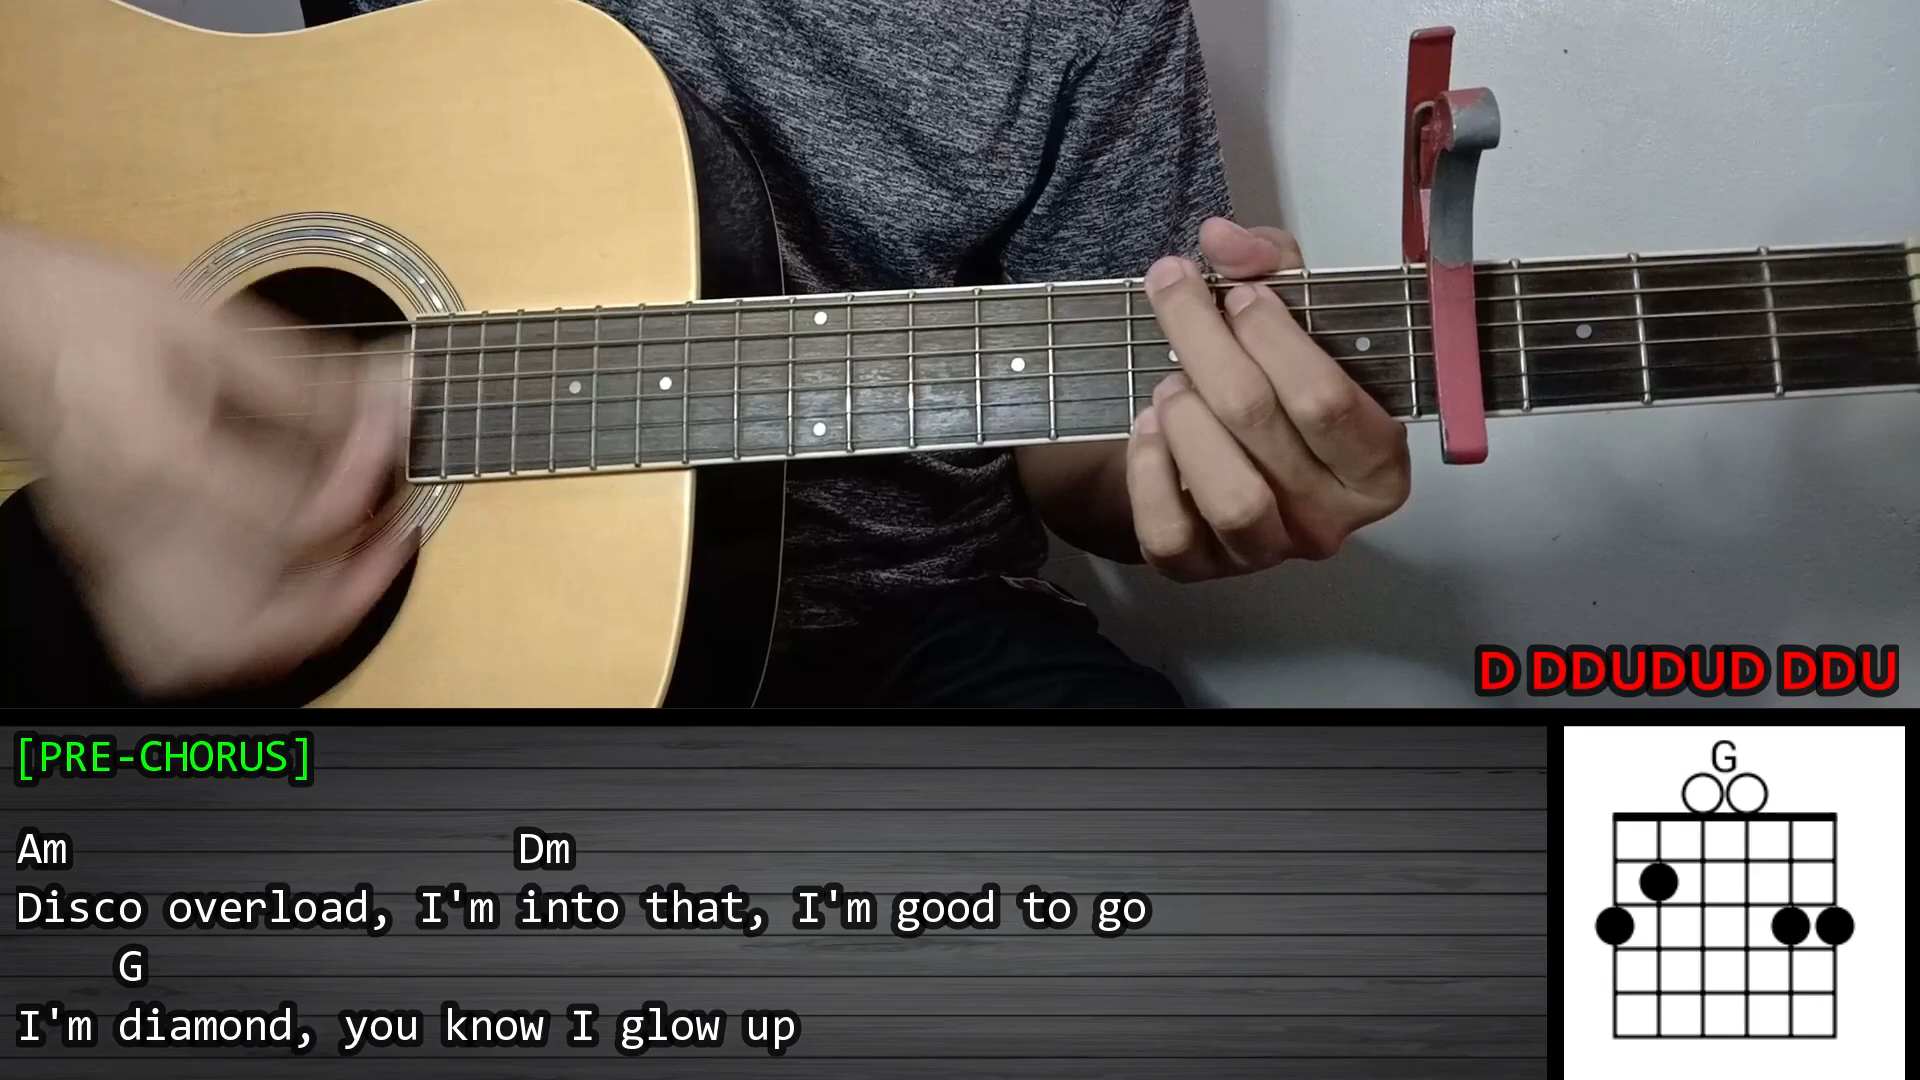 D DDUDUD DDU
[PRE-CHORUS]
Am Dm
Disco overload, I'm into that, I'm good to go
G
I'm diamond, you know I glow up
G